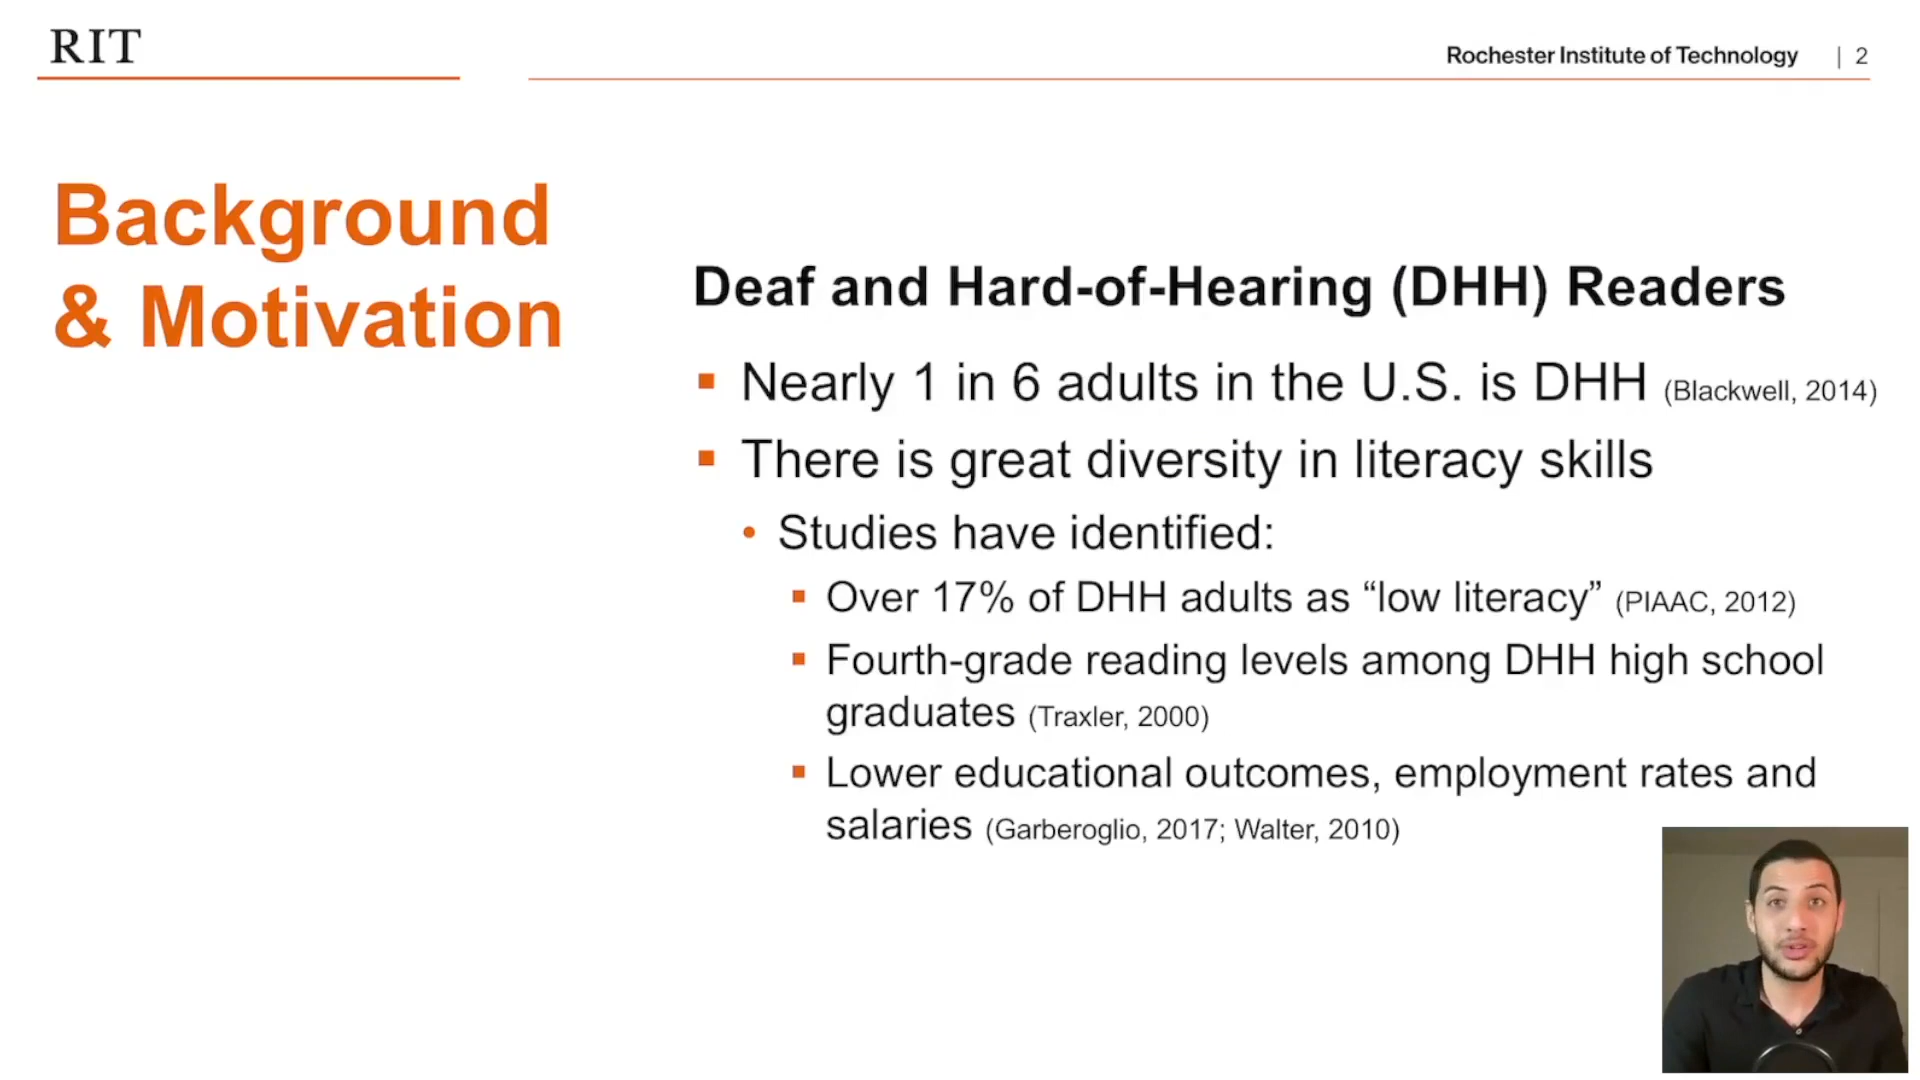 RIT
Rochester Institute of Technology | 2
Background
& Motivation
Deaf and Hard-of-Hearing (DHH) Readers
Nearly 1 in 6 adults in the U.S. is DHH (Blackwell, 2014)
There is great diversity in literacy skills
Studies have identified:
Over 17% of DHH adults as “low literacy” (PIAAC, 2012)
Fourth-grade reading levels among DHH high school
graduates (Traxler, 2000)
Lower educational outcomes, employment rates and
salaries (Garberoglio, 2017; Walter, 2010)